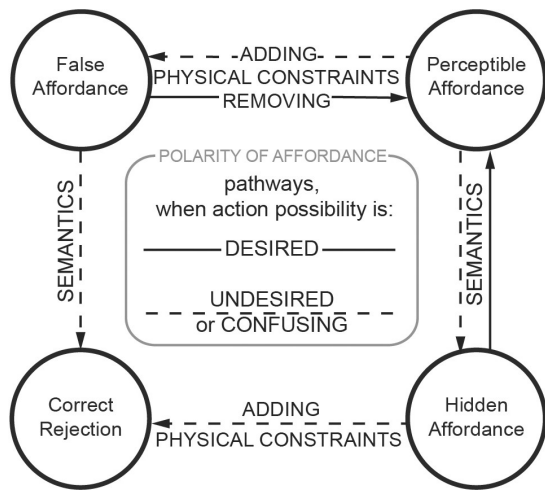 False
Affordance
ADDING
PHYSICAL CONSTRAINTS
REMOVING
Perceptible
Affordance
POLARITY OF AFFORDANCE
pathways,
when action possibility is:
DESIRED
UNDESIRED
or CONFUSING
SEMANTICS
SEMANTICS
Correct
Rejection
ADDING
PHYSICAL CONSTRAINTS
Hidden
Affordance